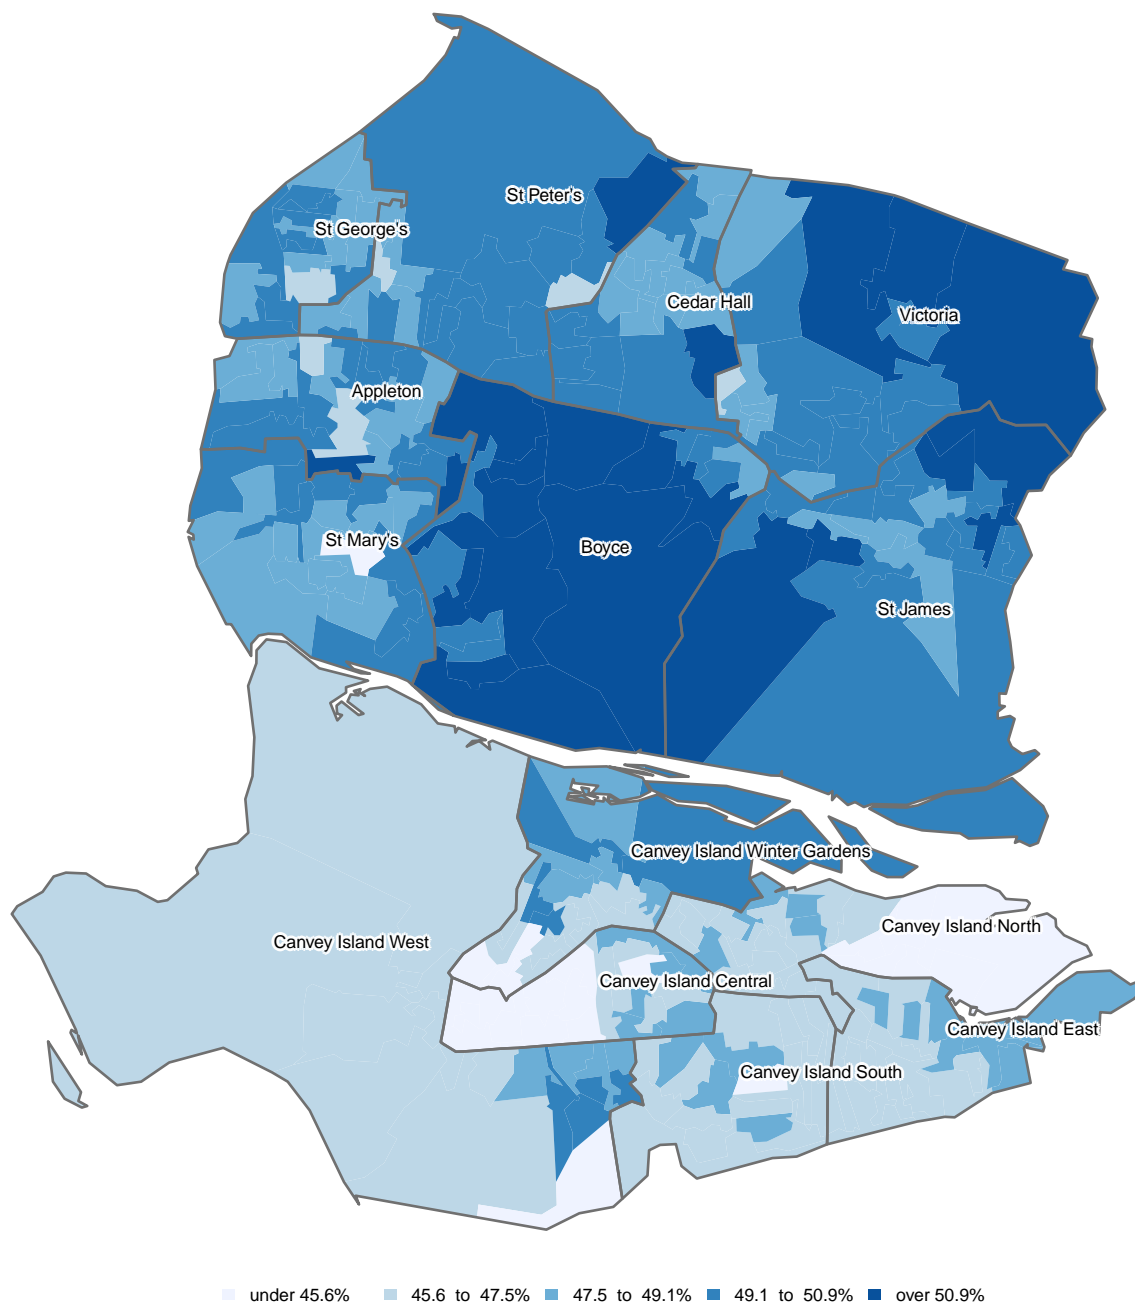 St Peter's
St George's
Cedar Hall
Victoria
Appleton
St Mary's
Boyce
St James
Canvey Island Winter Gardens
Canvey Island North
Canvey Island West
Canvey Island Central
Canvey Island East
Canvey Island South
under 45.6% 45.6 to 47.5% 47.5 to 49.1% 49.1 to 50.9% over 50.9%